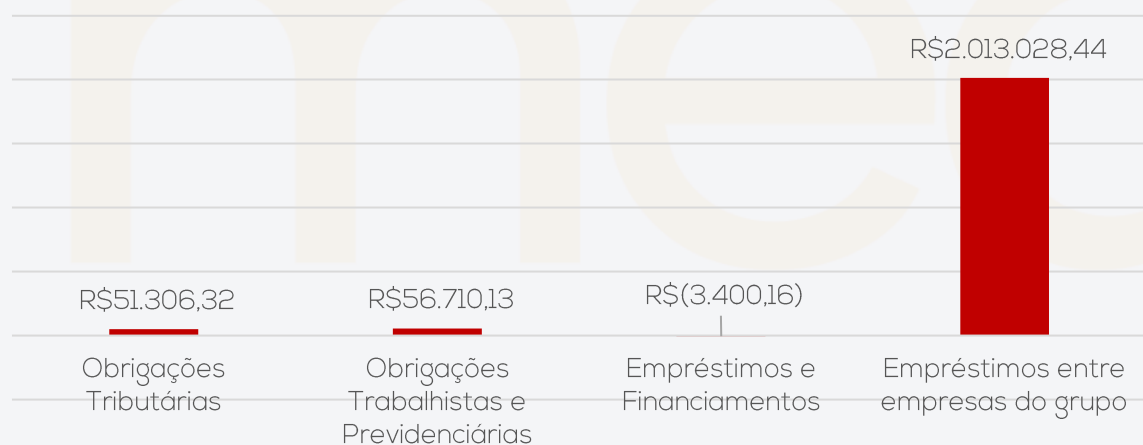 R$2.013.028,44
R$51.306,32
R$56.710,13
R$(3.400,16)
Obrigações
Tributárias
Obrigações
Trabalhistas e
Previdenciárias
Empréstimos e
Financiamentos
Empréstimos entre
empresas do grupo